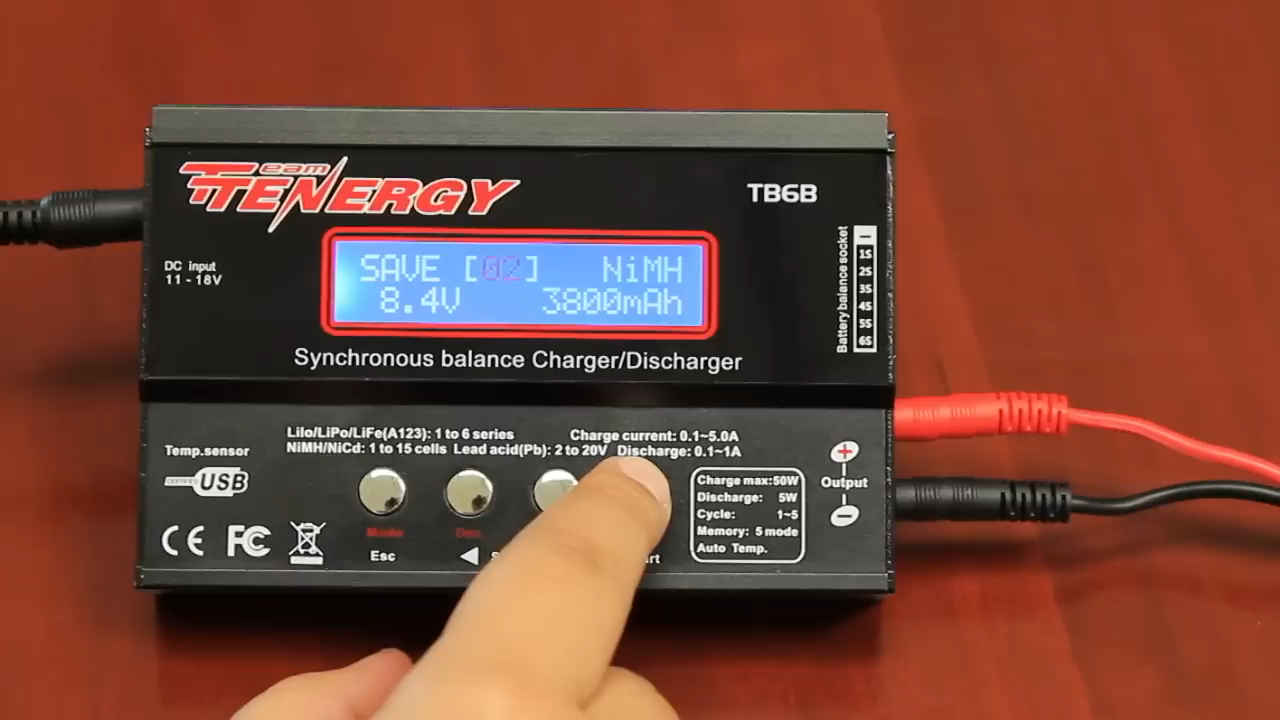 Team TENERGY
TB6B
SAVE [02] NiMH
8.4V 3800mAh
DC input
11 - 18V
Battery balance socket
1S
2S
3S
4S
5S
6S
Synchronous balance Charger/Discharger
LiIo/LiPo/LiFe(A123): 1 to 6 series
Charge current: 0.1~5.0A
NiMH/NiCd: 1 to 15 cells Lead acid(Pb): 2 to 20V Discharge: 0.1~1A
Temp.sensor
USB
Charge max:50W
Discharge: 5W
Cycle: 1~5
Memory: 5 mode
Auto Temp.
+
Output
−
CE FC
Mode
Dec.
Esc